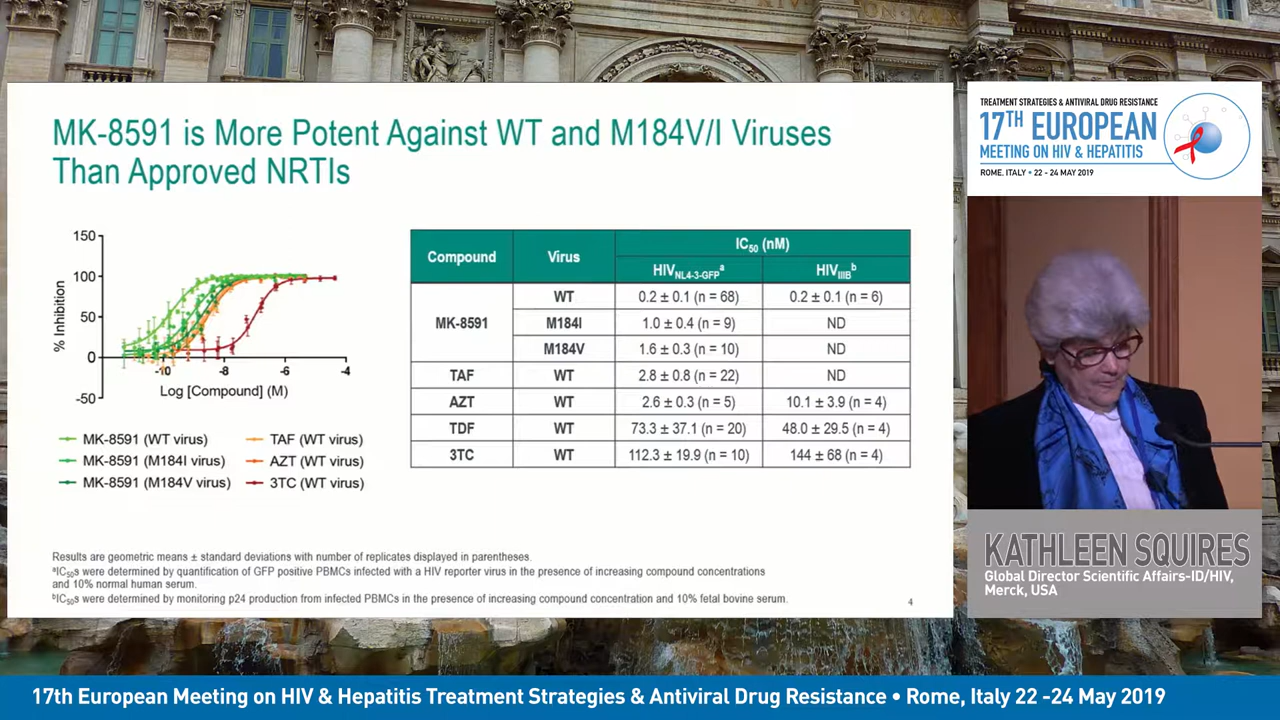 MK-8591 is More Potent Against WT and M184V/I Viruses
Than Approved NRTIs
150
100
50
0
-50
% Inhibition
-10 -8 -6 -4
Log [Compound] (M)
MK-8591 (WT virus)
MK-8591 (M184I virus)
MK-8591 (M184V virus)
TAF (WT virus)
AZT (WT virus)
3TC (WT virus)
Compound Virus IC50 (nM)
HIVNL4-3-GFPa HIVIIIBb
MK-8591 WT 0.2 ± 0.1 (n = 68) 0.2 ± 0.1 (n = 6)
M184I 1.0 ± 0.4 (n = 9) ND
M184V 1.6 ± 0.3 (n = 10) ND
TAF WT 2.8 ± 0.8 (n = 22) ND
AZT WT 2.6 ± 0.3 (n = 5) 10.1 ± 3.9 (n = 4)
TDF WT 73.3 ± 37.1 (n = 20) 48.0 ± 29.5 (n = 4)
3TC WT 112.3 ± 19.9 (n = 10) 144 ± 68 (n = 4)
Results are geometric means ± standard deviations with number of replicates displayed in parentheses.
aIC50s were determined by quantification of GFP positive PBMCs infected with a HIV reporter virus in the presence of increasing compound concentrations
and 10% normal human serum.
bIC50s were determined by monitoring p24 production from infected PBMCs in the presence of increasing compound concentration and 10% fetal bovine serum.
4
TREATMENT STRATEGIES & ANTIVIRAL DRUG RESISTANCE
17TH EUROPEAN
MEETING ON HIV & HEPATITIS
ROME. ITALY • 22 - 24 MAY 2019
KATHLEEN SQUIRES
Global Director Scientific Affairs-ID/HIV,
Merck, USA
17th European Meeting on HIV & Hepatitis Treatment Strategies & Antiviral Drug Resistance • Rome, Italy 22 -24 May 2019